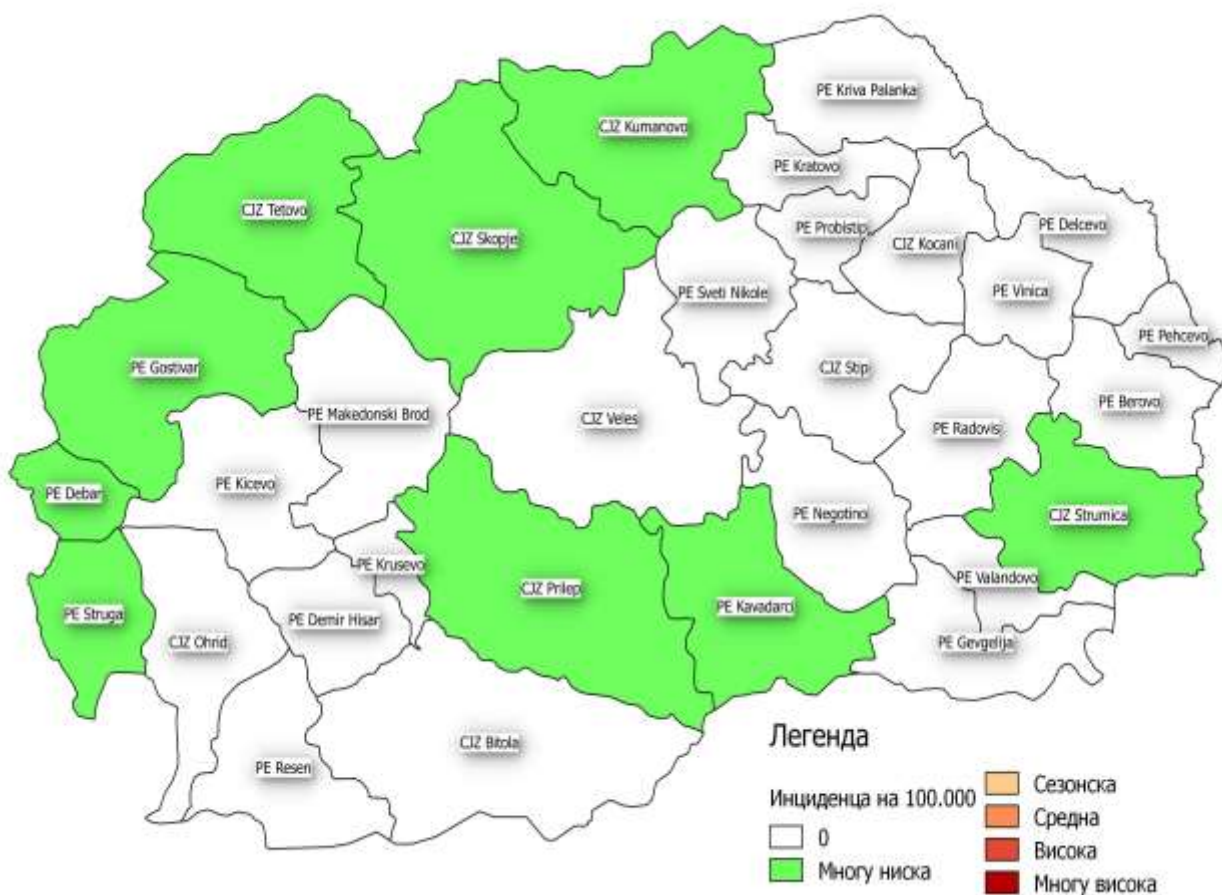 PE Kriva Palanka
CJZ Kumanovo
PE Kratovo
CJZ Tetovo
PE Probistip
PE Delcevo
CJZ Skopje
CJZ Kocani
PE Sveti Nikole
PE Vinica
PE Pehcevo
PE Gostivar
CJZ Stip
PE Berovo
PE Makedonski Brod
CJZ Veles
PE Radovis
PE Debar
PE Kicevo
PE Negotino
CJZ Strumica
PE Krusevo
PE Valandovo
CJZ Prilep
PE Kavadarci
PE Struga
PE Demir Hisar
CJZ Ohrid
PE Gevgelija
CJZ Bitola
PE Resen
Легенда
Инциденца на 100.000
0
Многу ниска
Сезонска
Средна
Висока
Многу висока